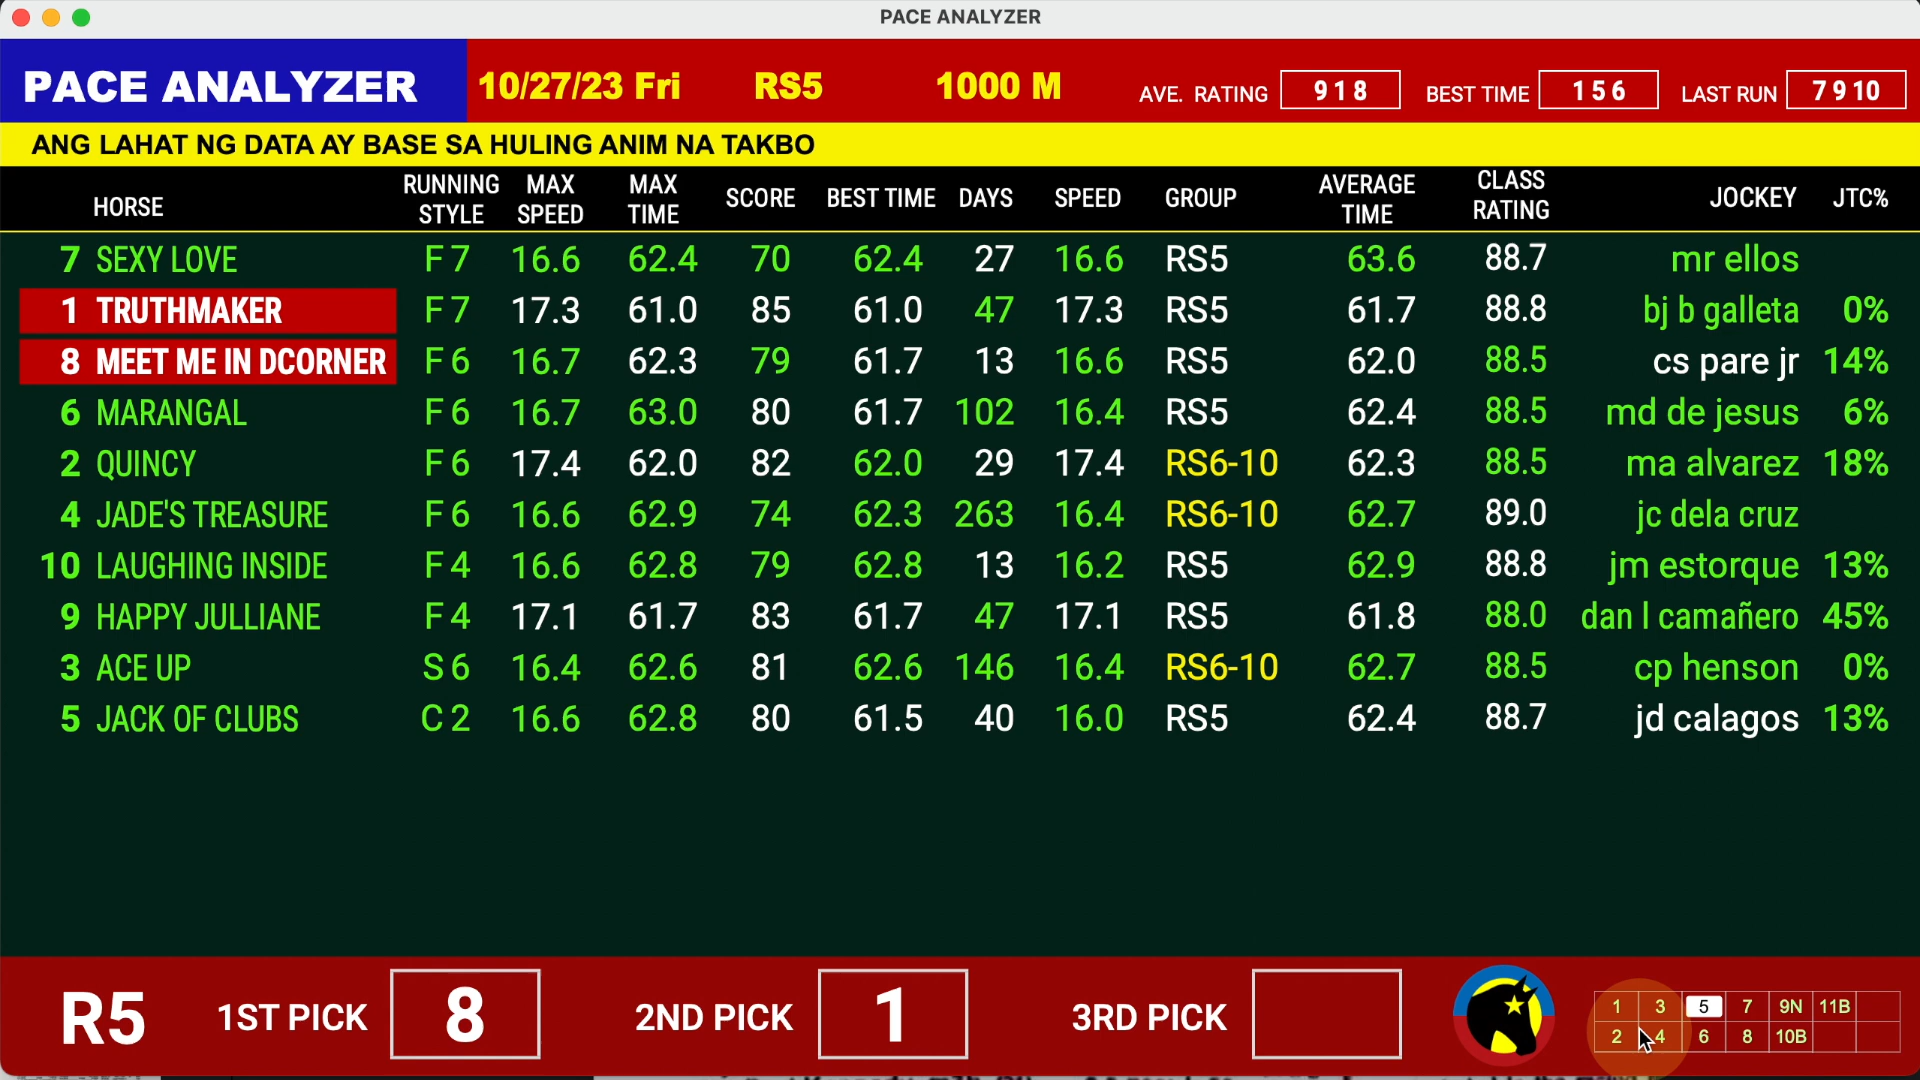 PACE ANALYZER
PACE ANALYZER 10/27/23 Fri RS5 1000 M AVE. RATING 9 1 8 BEST TIME 1 5 6 LAST RUN 7 9 10
ANG LAHAT NG DATA AY BASE SA HULING ANIM NA TAKBO
HORSE RUNNING STYLE MAX SPEED MAX TIME SCORE BEST TIME DAYS SPEED GROUP AVERAGE TIME CLASS RATING JOCKEY JTC%
7 SEXY LOVE F 7 16.6 62.4 70 62.4 27 16.6 RS5 63.6 88.7 mr ellos
1 TRUTHMAKER F 7 17.3 61.0 85 61.0 47 17.3 RS5 61.7 88.8 bj b galleta 0%
8 MEET ME IN DCORNER F 6 16.7 62.3 79 61.7 13 16.6 RS5 62.0 88.5 cs pare jr 14%
6 MARANGAL F 6 16.7 63.0 80 61.7 102 16.4 RS5 62.4 88.5 md de jesus 6%
2 QUINCY F 6 17.4 62.0 82 62.0 29 17.4 RS6-10 62.3 88.5 ma alvarez 18%
4 JADE'S TREASURE F 6 16.6 62.9 74 62.3 263 16.4 RS6-10 62.7 89.0 jc dela cruz
10 LAUGHING INSIDE F 4 16.6 62.8 79 62.8 13 16.2 RS5 62.9 88.8 jm estorque 13%
9 HAPPY JULLIANE F 4 17.1 61.7 83 61.7 47 17.1 RS5 61.8 88.0 dan l camañero 45%
3 ACE UP S 6 16.4 62.6 81 62.6 146 16.4 RS6-10 62.7 88.5 cp henson 0%
5 JACK OF CLUBS C 2 16.6 62.8 80 61.5 40 16.0 RS5 62.4 88.7 jd calagos 13%
R5 1ST PICK 8 2ND PICK 1 3RD PICK
1 3 5 7 9N 11B
2 4 6 8 10B